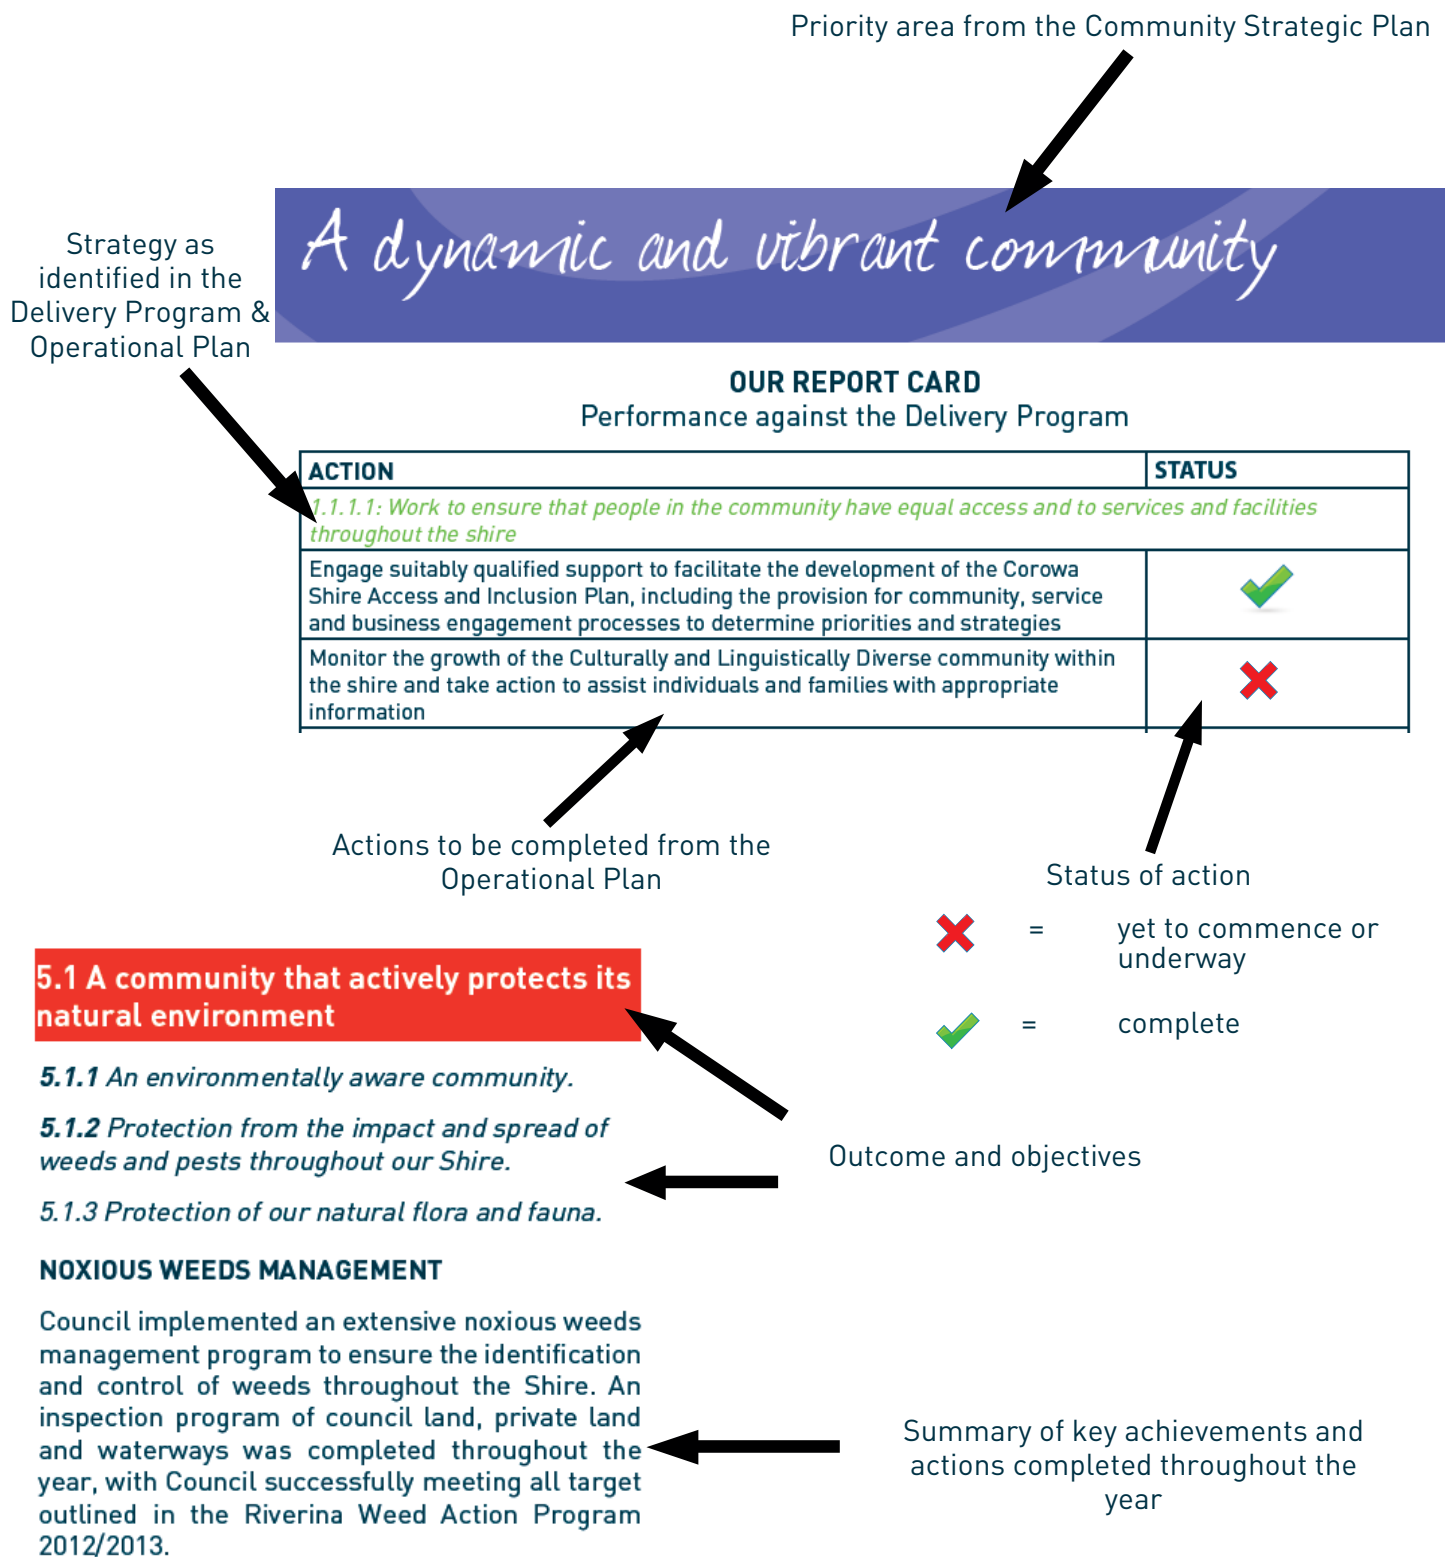 Priority area from the Community Strategic Plan
A dynamic and vibrant community
Strategy as
identified in the
Delivery Program &
Operational Plan
OUR REPORT CARD
Performance against the Delivery Program
ACTION STATUS
1.1.1.1: Work to ensure that people in the community have equal access and to services and facilities
throughout the shire
Engage suitably qualified support to facilitate the development of the Corowa
Shire Access and Inclusion Plan, including the provision for community, service
and business engagement processes to determine priorities and strategies
Monitor the growth of the Culturally and Linguistically Diverse community within
the shire and take action to assist individuals and families with appropriate
information
Actions to be completed from the
Operational Plan
Status of action
= yet to commence or
underway
= complete
5.1 A community that actively protects its
natural environment
5.1.1 An environmentally aware community.
5.1.2 Protection from the impact and spread of
weeds and pests throughout our Shire.
5.1.3 Protection of our natural flora and fauna.
Outcome and objectives
NOXIOUS WEEDS MANAGEMENT
Council implemented an extensive noxious weeds
management program to ensure the identification
and control of weeds throughout the Shire. An
inspection program of council land, private land
and waterways was completed throughout the
year, with Council successfully meeting all target
outlined in the Riverina Weed Action Program
2012/2013.
Summary of key achievements and
actions completed throughout the
year